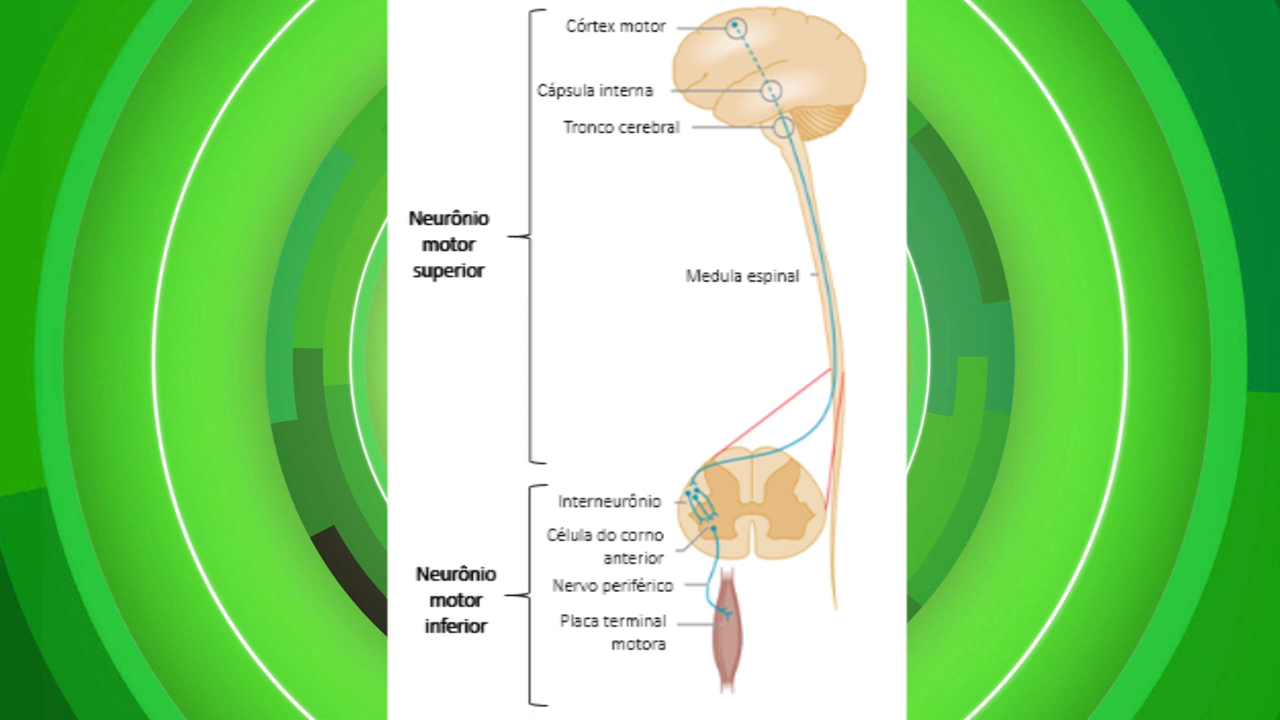 Córtex motor
Cápsula interna
Tronco cerebral
Neurônio
motor
superior
Medula espinal
Interneurônio
Célula do corno
anterior
Neurônio
motor
inferior
Nervo periférico
Placa terminal
motora